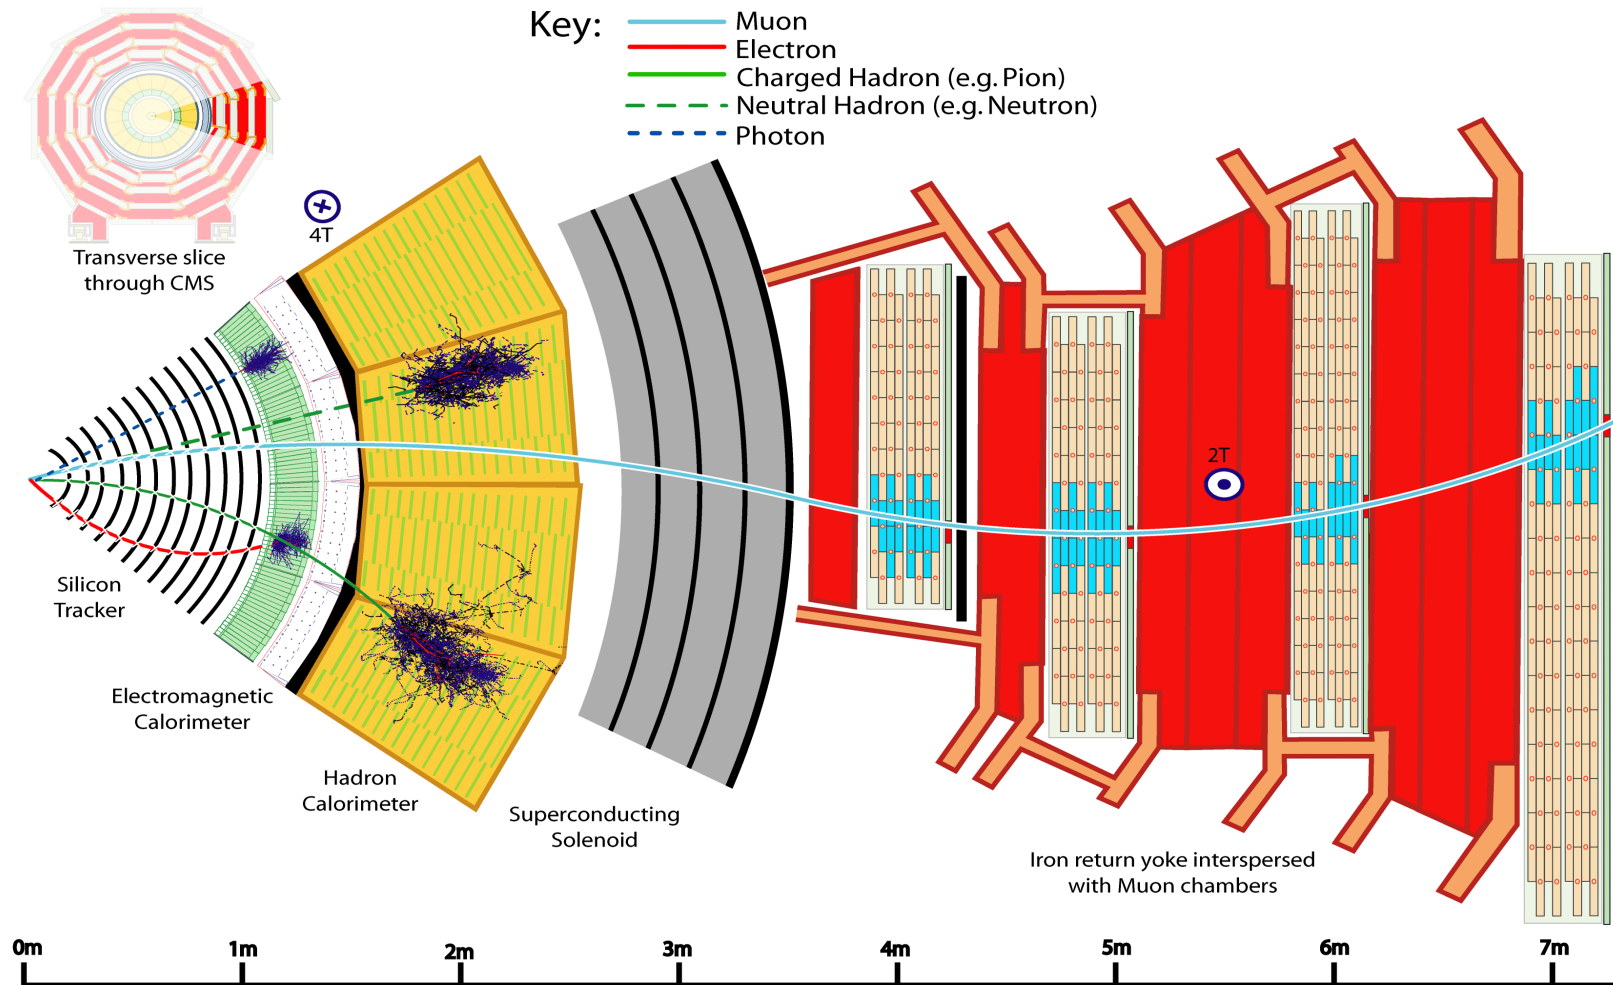 Key:
Muon
Electron
Charged Hadron (e.g. Pion)
Neutral Hadron (e.g. Neutron)
Photon
Transverse slice
through CMS
4T
2T
Silicon
Tracker
Electromagnetic
Calorimeter
Hadron
Calorimeter
Superconducting
Solenoid
Iron return yoke interspersed
with Muon chambers
0m 1m 2m 3m 4m 5m 6m 7m